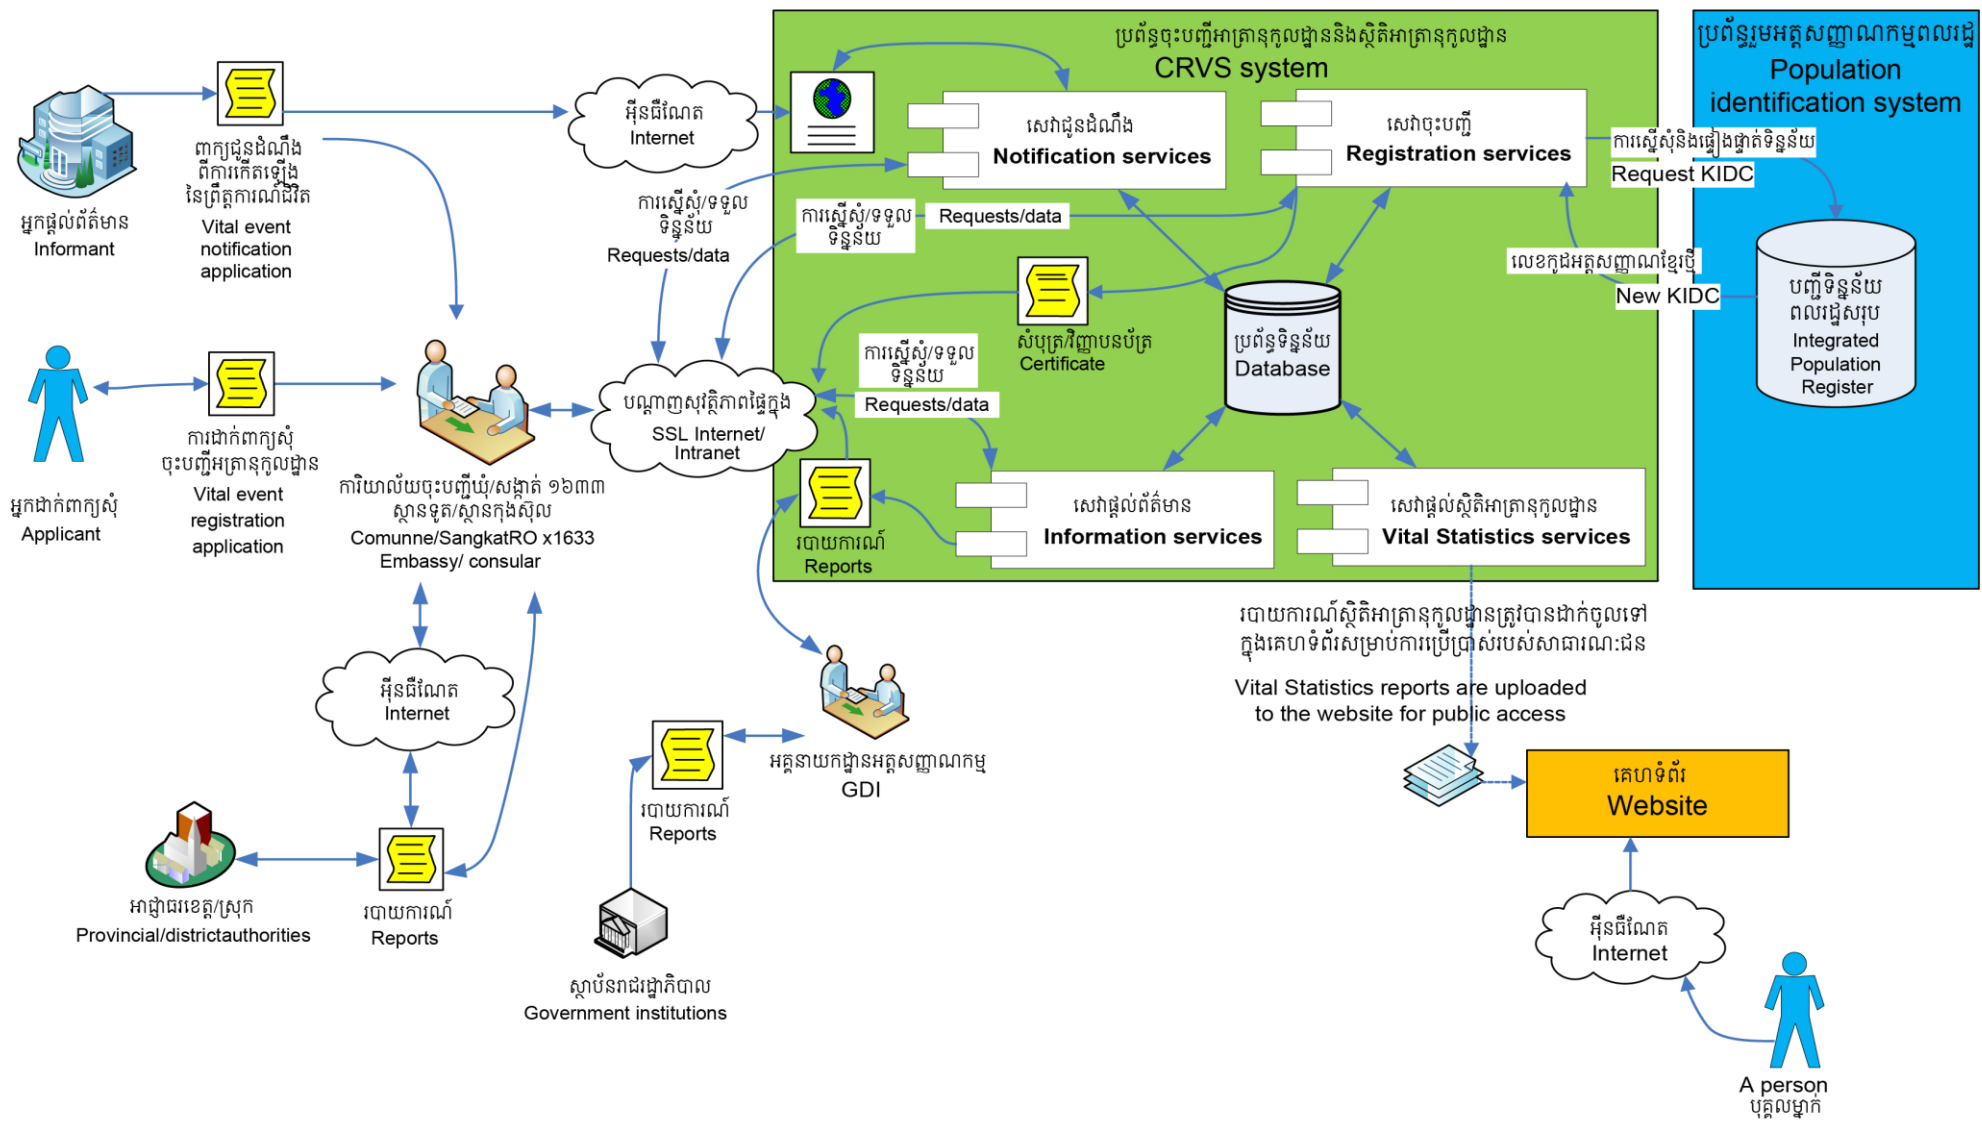 ប្រព័ន្ធចុះបញ្ជីអាត្រានុកូលដ្ឋាននិងស្ថិតិអាត្រានុកូលដ្ឋាន
CRVS system
ប្រព័ន្ធរួមអត្តសញ្ញាណកម្មពលរដ្ឋ
Population
identification system
អ្នកផ្តល់ព័ត៌មាន
Informant
ពាក្យជូនដំណឹង
ពីការកើតឡើង
នៃព្រឹត្តការណ៍ជីវិត
Vital event
notification
application
អ៊ីនធឺណែត
Internet
សេវាជូនដំណឹង
Notification services
សេវាចុះបញ្ជី
Registration services
ការស្នើសុំនិងផ្ទៀងផ្ទាត់ទិន្នន័យ
Request KIDC
ការស្នើសុំ/ទទួល
ទិន្នន័យ
Requests/data
ការស្នើសុំ/ទទួល
ទិន្នន័យ
Requests/data
លេខកូដអត្តសញ្ញាណខ្មែរថ្មី
New KIDC
បញ្ជីទិន្នន័យ
ពលរដ្ឋសរុប
Integrated
Population
Register
សំបុត្រ/វិញ្ញាបនប័ត្រ
Certificate
ប្រព័ន្ធទិន្នន័យ
Database
ការស្នើសុំ/ទទួល
ទិន្នន័យ
Requests/data
បណ្តាញសុវត្ថិភាពផ្ទៃក្នុង
SSL Internet/
Intranet
អ្នកដាក់ពាក្យសុំ
Applicant
ការដាក់ពាក្យសុំ
ចុះបញ្ជីអត្រានុកូលដ្ឋាន
Vital event
registration
application
ការិយាល័យចុះបញ្ជីឃុំ/សង្កាត់ ១៦៣៣
ស្ថានទូត/ស្ថានកុងស៊ុល
Comunne/SangkatRO x1633
Embassy/ consular
របាយការណ៍
Reports
សេវាផ្តល់ព័ត៌មាន
Information services
សេវាផ្តល់ស្ថិតិអាត្រានុកូលដ្ឋាន
Vital Statistics services
របាយការណ៍ស្ថិតិអាត្រានុកូលដ្ឋានត្រូវបានដាក់ចូលទៅ
ក្នុងគេហទំព័រសម្រាប់ការប្រើប្រាស់របស់សាធារណៈជន
Vital Statistics reports are uploaded
to the website for public access
អ៊ីនធឺណែត
Internet
អគ្គនាយកដ្ឋានអត្តសញ្ញាណកម្ម
GDI
របាយការណ៍
Reports
គេហទំព័រ
Website
អាជ្ញាធរខេត្ត/ស្រុក
Provincial/districtauthorities
របាយការណ៍
Reports
ស្ថាប័នរាជរដ្ឋាភិបាល
Government institutions
អ៊ីនធឺណែត
Internet
A person
បុគ្គលម្នាក់